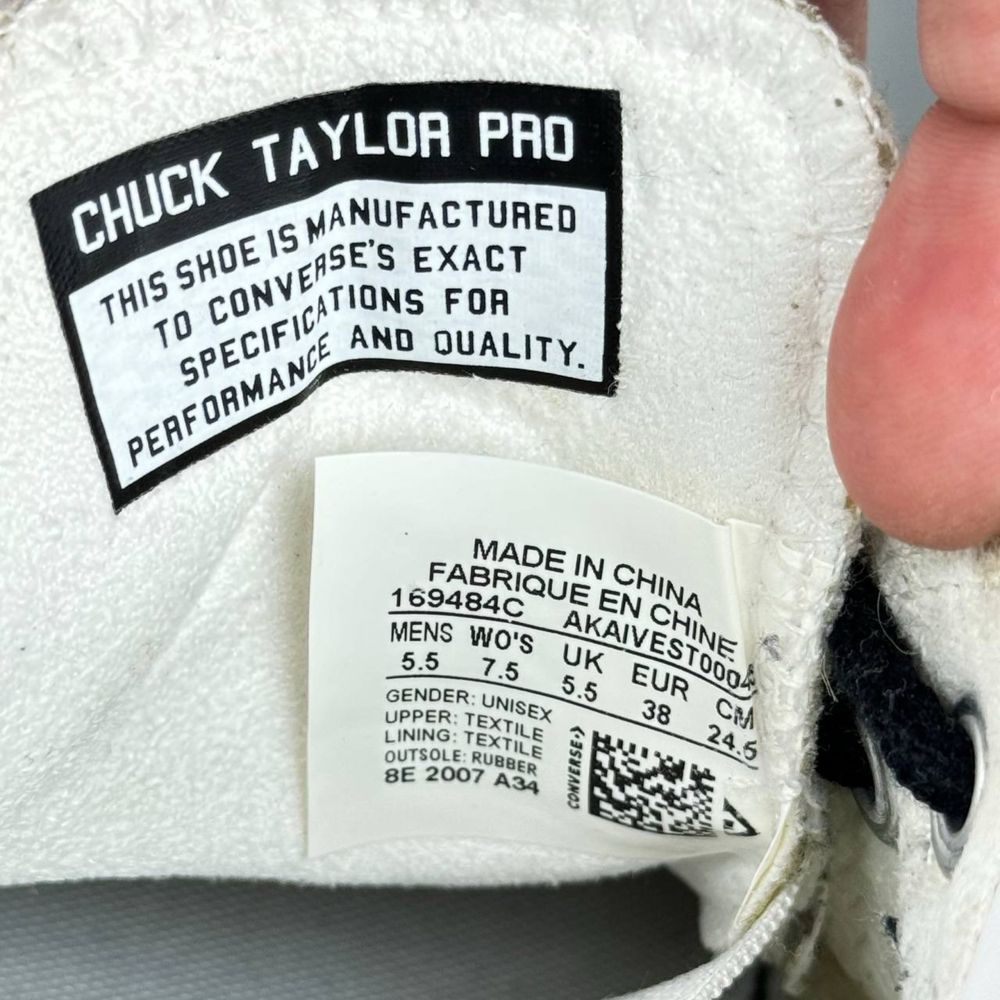 CHUCK TAYLOR PRO
THIS SHOE IS MANUFACTURED
TO CONVERSE'S EXACT
SPECIFICATIONS FOR
PERFORMANCE AND QUALITY.
MADE IN CHINA
FABRIQUE EN CHINE
169484C
MENS WO'S UK EUR CM
5.5 7.5 5.5 38
GENDER: UNISEX
UPPER: TEXTILE
LINING: TEXTILE
OUTSOLE: RUBBER
8E 2007 A34
CONVERSE